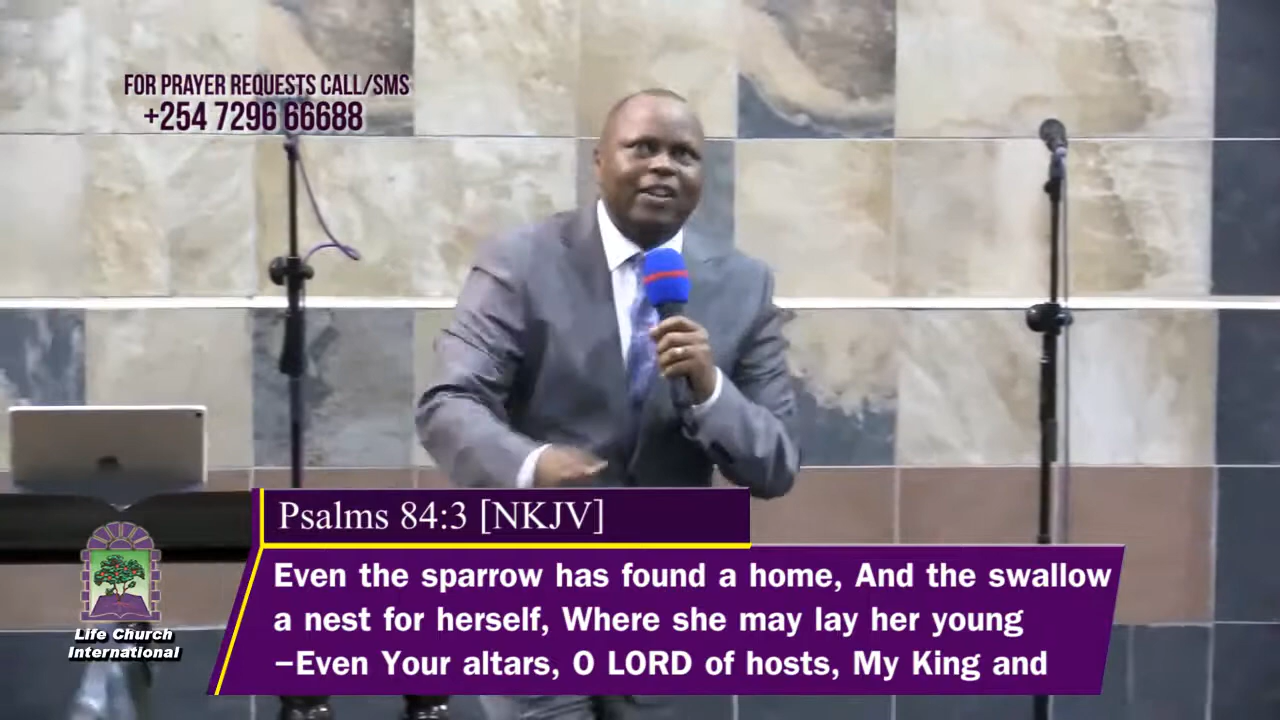 FOR PRAYER REQUESTS CALL/SMS
+254 7296 66688
Psalms 84:3 [NKJV]
Even the sparrow has found a home, And the swallow
a nest for herself, Where she may lay her young
–Even Your altars, O LORD of hosts, My King and
Life Church
International